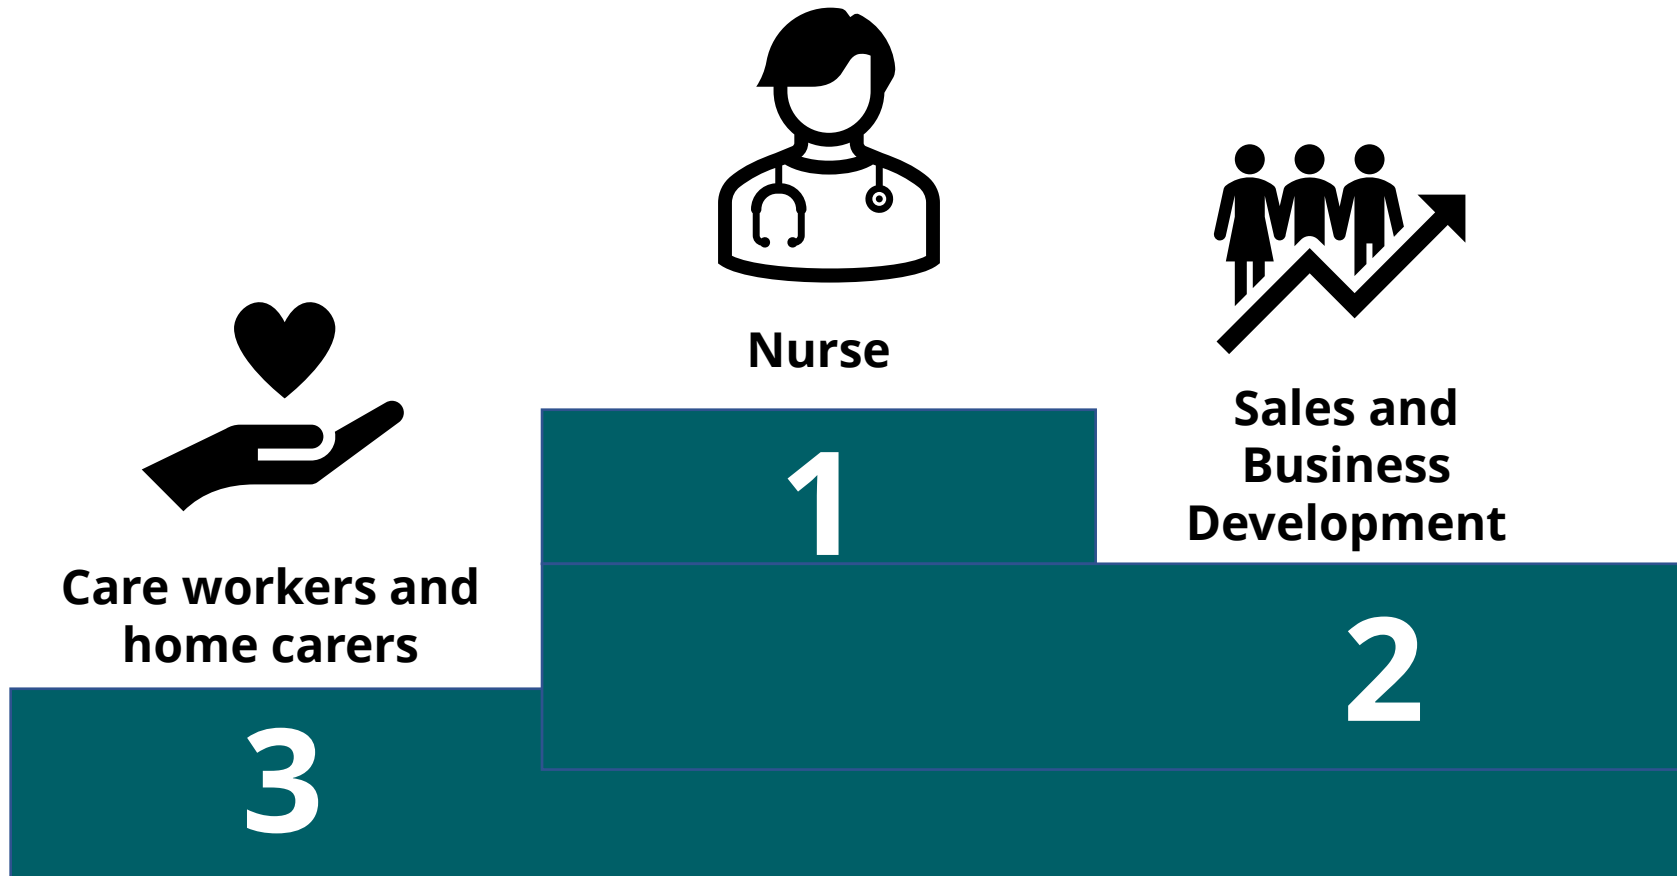 Nurse
1
Sales and
Business
Development
2
Care workers and
home carers
3